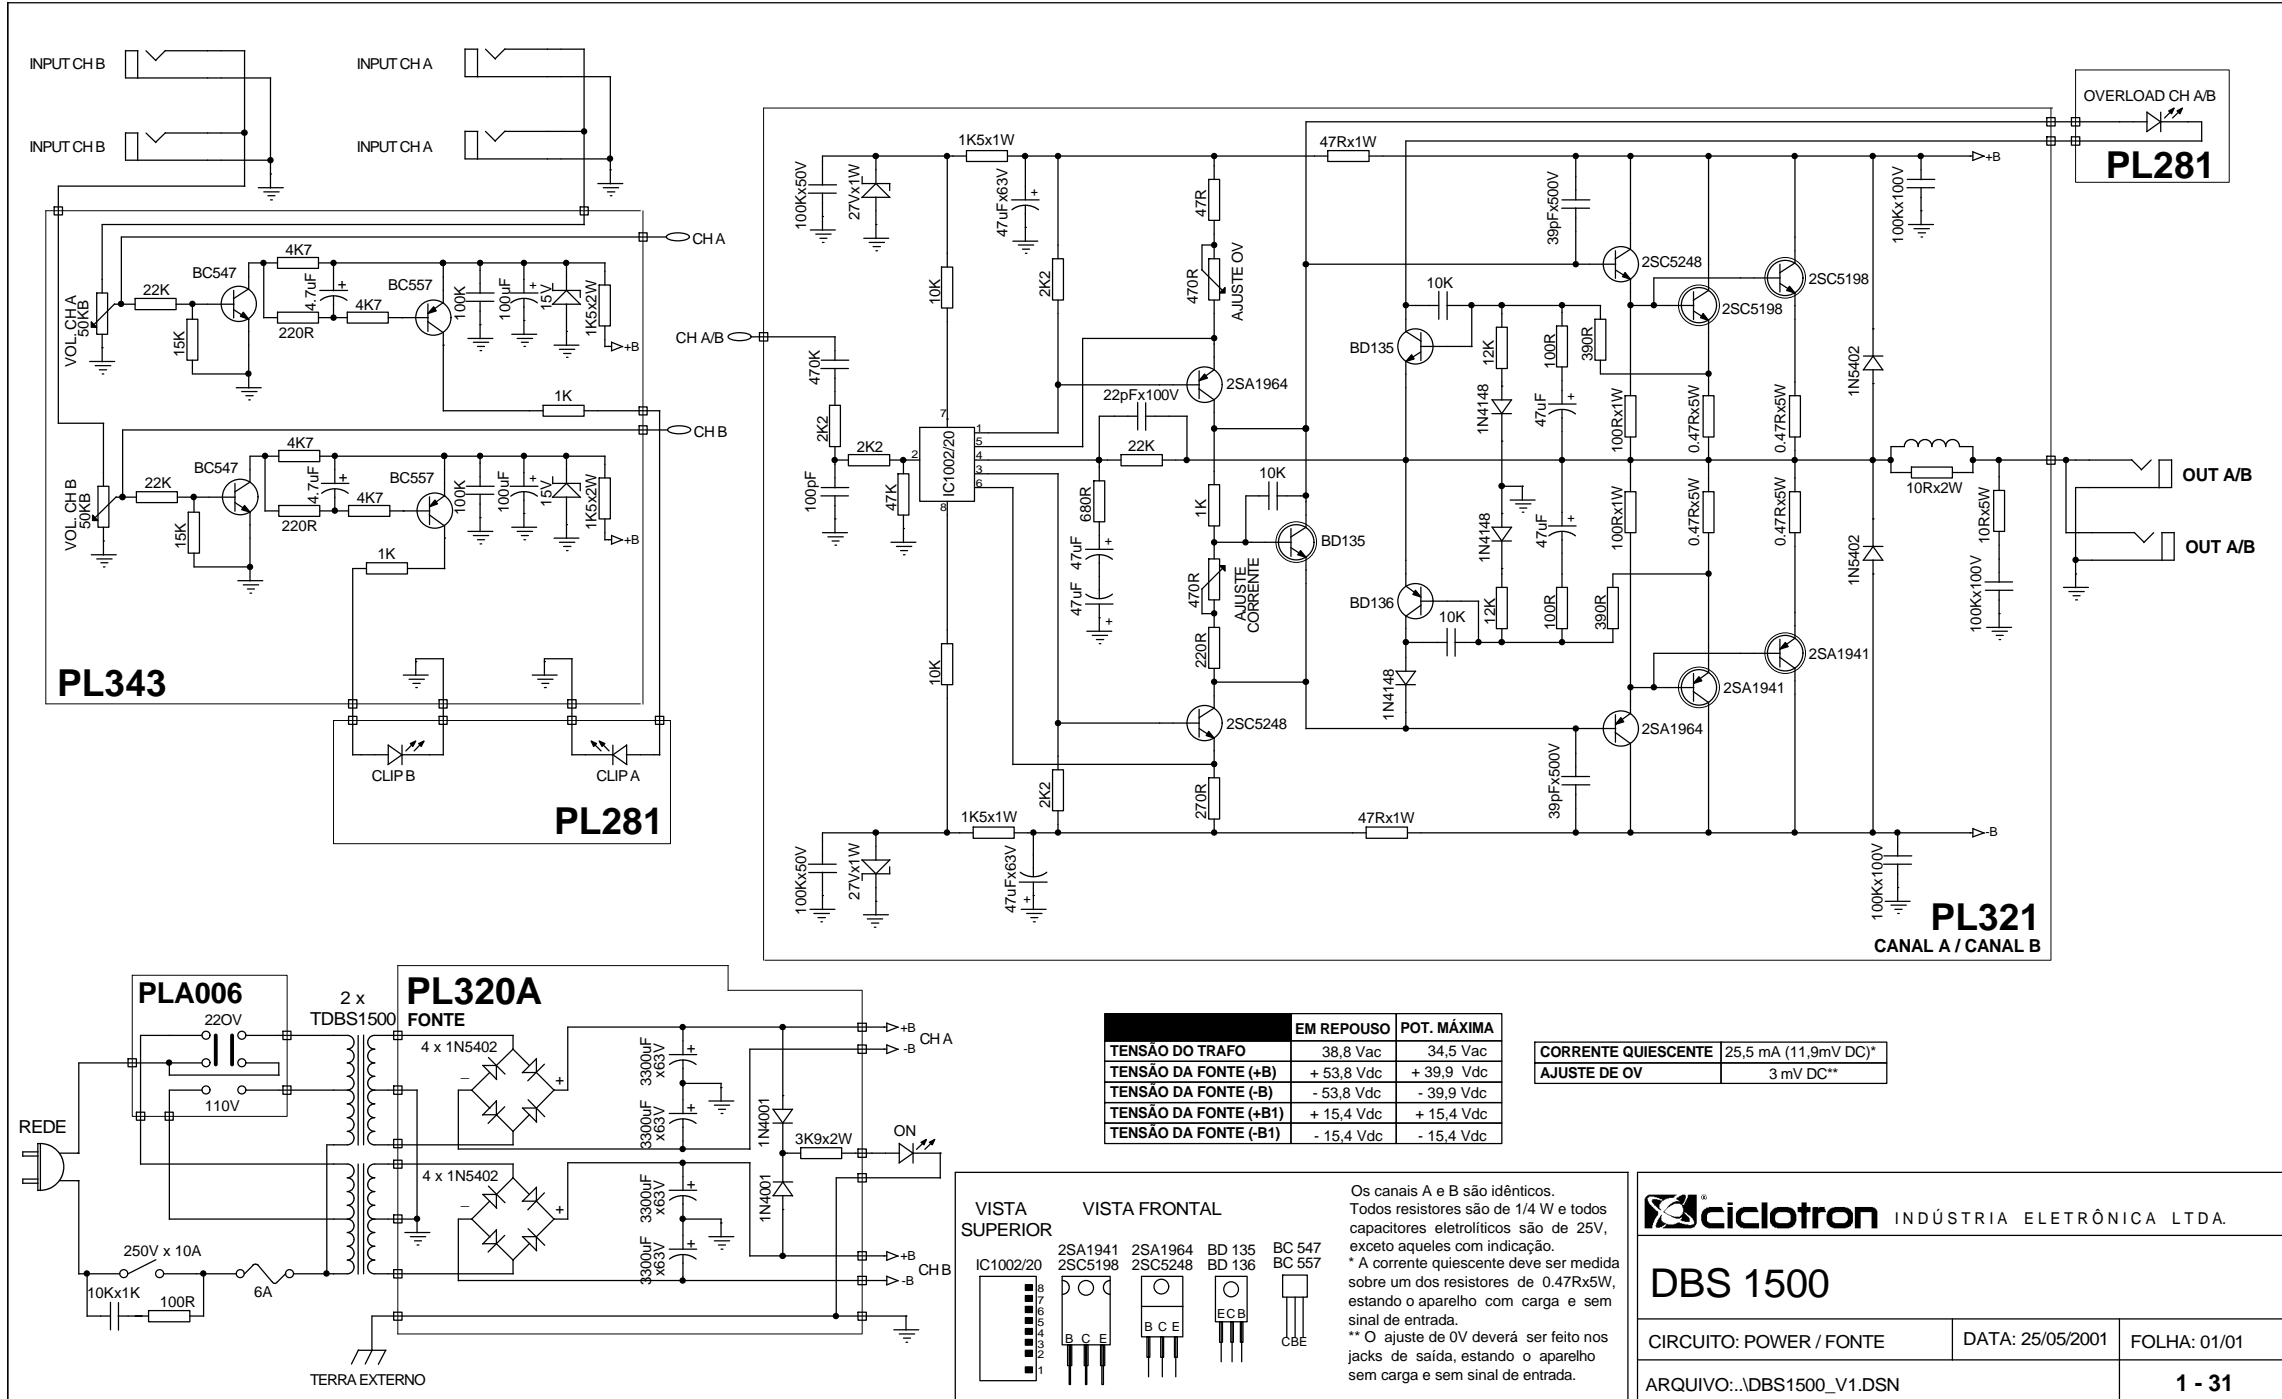 INPUT CH B
INPUT CH A
INPUT CH B
INPUT CH A
VOL. CH A
50KB
22K
15K
BC547
4K7
220R
4.7uF
+
4K7
BC557
100K
100uF
+
15V
1K5x2W
+B
CH A
1K
VOL. CH B
50KB
22K
15K
BC547
4K7
220R
4.7uF
+
4K7
BC557
100K
100uF
+
15V
1K5x2W
+B
CH B
1K
PL343
CLIP B
CLIP A
PL281
CH A/B
470K
2K2
100pF
2K2
47K
100Kx50V
27Vx1W
10K
1K5x1W
47uFx63V
+
2K2
47R
470R
AJUSTE OV
2SA1964
IC1002/20
7
1
5
2
4
3
6
8
22pFx100V
22K
680R
47uF
+
47uF
+
1K
10K
BD135
470R
AJUSTE
CORRENTE
220R
2SC5248
270R
2K2
10K
1K5x1W
100Kx50V
27Vx1W
47uFx63V
+
47Rx1W
47Rx1W
BD135
10K
12K
100R
390R
1N4148
47uF
+
1N4148
47uF
+
BD136
10K
12K
100R
390R
1N4148
39pFx500V
2SC5248
2SC5198
2SC5198
100Rx1W
0.47Rx5W
0.47Rx5W
100Rx1W
0.47Rx5W
0.47Rx5W
2SA1941
2SA1941
2SA1964
39pFx500V
1N5402
1N5402
100Kx100V
+B
-B
100Kx100V
10Rx2W
10Rx5W
100Kx100V
OUT A/B
OUT A/B
OVERLOAD CH A/B
PL281
PL321
CANAL A / CANAL B
PLA006
22OV
110V
REDE
250V x 10A
10Kx1K
100R
6A
2 x
TDBS1500
PL320A
FONTE
4 x 1N5402
–
+
3300uF
x63V
+
3300uF
x63V
+
1N4001
+B
-B
CH A
3K9x2W
ON
4 x 1N5402
–
+
3300uF
x63V
+
3300uF
x63V
+
1N4001
+B
-B
CH B
TERRA EXTERNO
EM REPOUSO POT. MÁXIMA
TENSÃO DO TRAFO 38,8 Vac 34,5 Vac
TENSÃO DA FONTE (+B) + 53,8 Vdc + 39,9 Vdc
TENSÃO DA FONTE (-B) - 53,8 Vdc - 39,9 Vdc
TENSÃO DA FONTE (+B1) + 15,4 Vdc + 15,4 Vdc
TENSÃO DA FONTE (-B1) - 15,4 Vdc - 15,4 Vdc
CORRENTE QUIESCENTE 25,5 mA (11,9mV DC)*
AJUSTE DE OV 3 mV DC**
VISTA
SUPERIOR
VISTA FRONTAL
IC1002/20
8
7
6
5
4
3
2
1
2SA1941
2SC5198
B C E
2SA1964
2SC5248
B C E
BD 135
BD 136
E C B
BC 547
BC 557
CBE
Os canais A e B são idênticos.
Todos resistores são de 1/4 W e todos
capacitores eletrolíticos são de 25V,
exceto aqueles com indicação.
* A corrente quiescente deve ser medida
sobre um dos resistores de 0.47Rx5W,
estando o aparelho com carga e sem
sinal de entrada.
** O ajuste de 0V deverá ser feito nos
jacks de saída, estando o aparelho
sem carga e sem sinal de entrada.
® ciclotron INDÚSTRIA ELETRÔNICA LTDA.
DBS 1500
CIRCUITO: POWER / FONTE
DATA: 25/05/2001
FOLHA: 01/01
ARQUIVO:..\DBS1500_V1.DSN
1 - 31